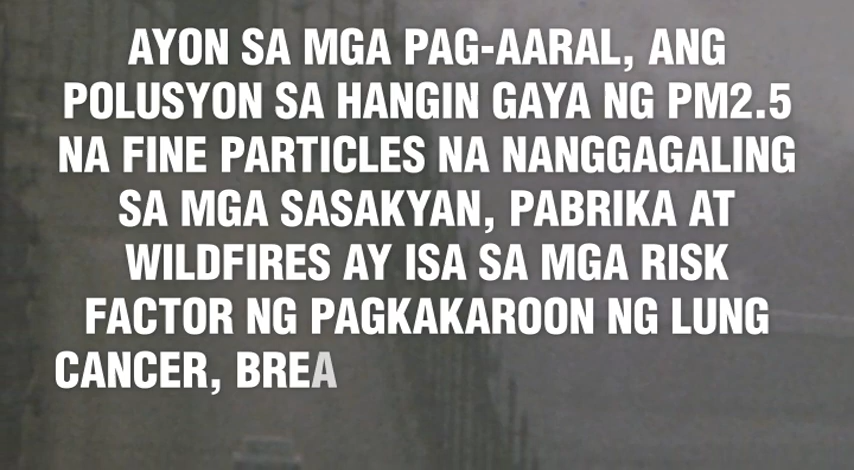 AYON SA MGA PAG-AARAL, ANG
POLUSYON SA HANGIN GAYA NG PM2.5
NA FINE PARTICLES NA NANGGAGALING
SA MGA SASAKYAN, PABRIKA AT
WILDFIRES AY ISA SA MGA RISK
FACTOR NG PAGKAKAROON NG LUNG
CANCER, BREA